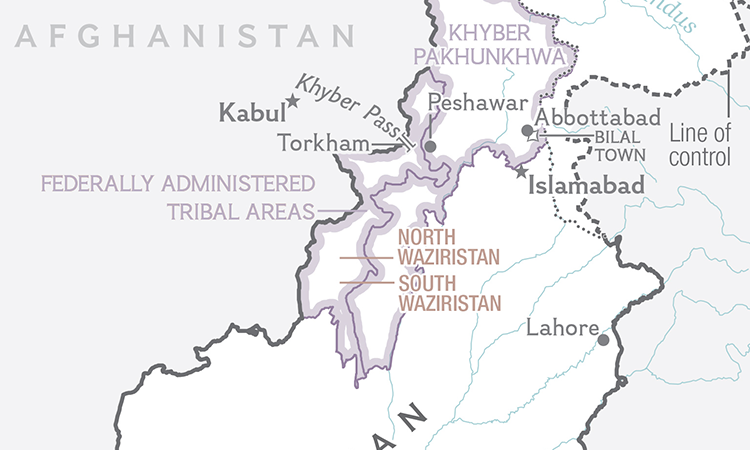 AFGHANISTAN
KHYBER
PAKHUNKHWA
Indus
Kabul
Khyber Pass
Peshawar
Abbottabad
BILAL
TOWN
Line of
control
Torkham
Islamabad
FEDERALLY ADMINISTERED
TRIBAL AREAS
NORTH
WAZIRISTAN
SOUTH
WAZIRISTAN
Lahore
AN